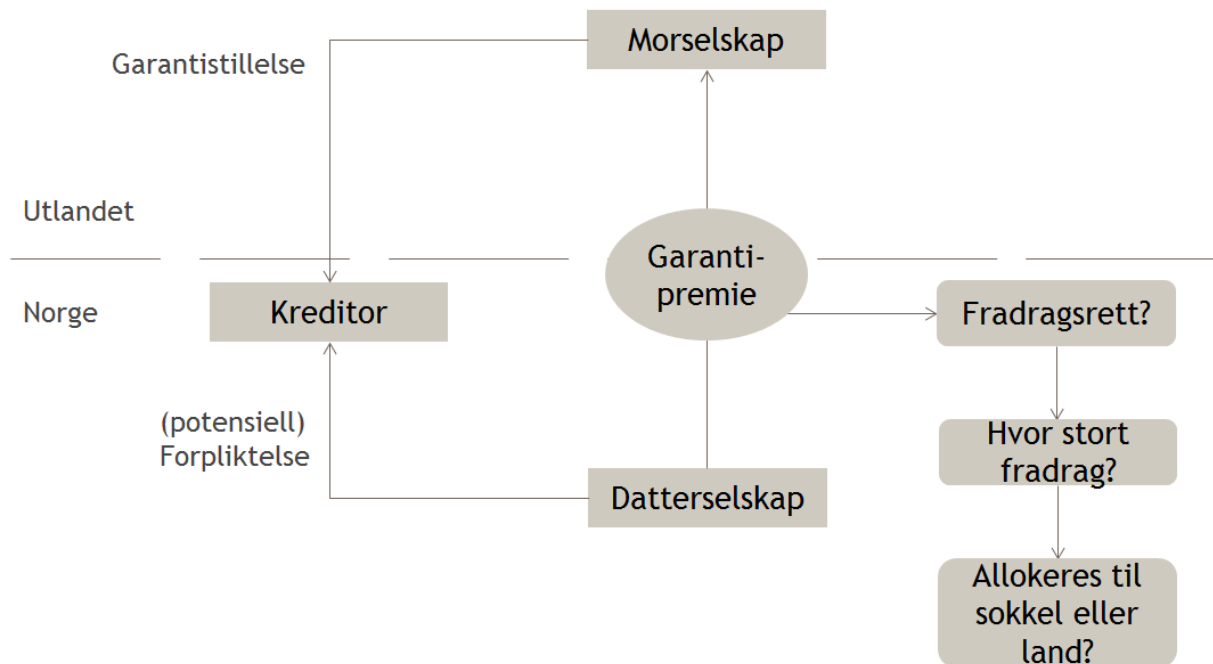 Morselskap
Garantistillelse
Utlandet
Garanti-
premie
Norge
Kreditor
Fradragsrett?
(potensiell)
Forpliktelse
Hvor stort
fradrag?
Datterselskap
Allokeres til
sokkel eller
land?